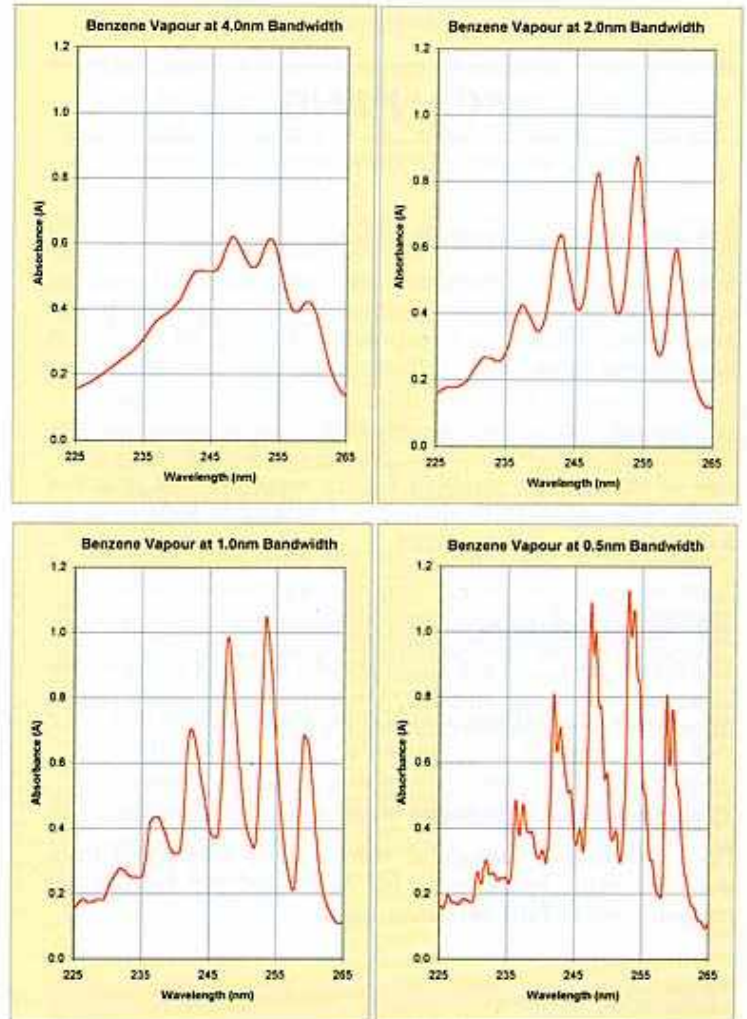 Benzene Vapour at 4.0nm Bandwidth
1.2
1.0
0.8
0.6
0.4
0.2
0.0
Absorbance (A)
225 235 245 255 265
Wavelength (nm)
Benzene Vapour at 2.0nm Bandwidth
1.2
1.0
0.8
0.6
0.4
0.2
0.0
Absorbance (A)
225 235 245 255 265
Wavelength (nm)
Benzene Vapour at 1.0nm Bandwidth
1.2
1.0
0.8
0.6
0.4
0.2
0.0
Absorbance (A)
225 235 245 255 265
Wavelength (nm)
Benzene Vapour at 0.5nm Bandwidth
1.2
1.0
0.8
0.6
0.4
0.2
0.0
Absorbance (A)
225 235 245 255 265
Wavelength (nm)